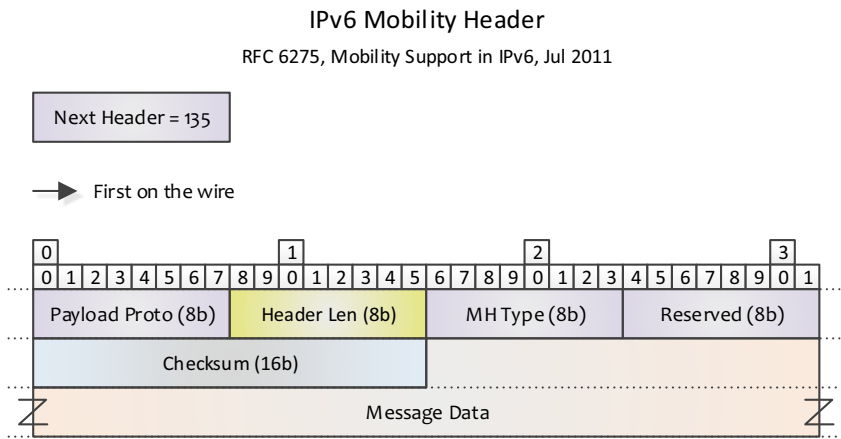 IPv6 Mobility Header
RFC 6275, Mobility Support in IPv6, Jul 2011
Next Header = 135
First on the wire
0 1 2 3
0 1 2 3 4 5 6 7 8 9 0 1 2 3 4 5 6 7 8 9 0 1 2 3 4 5 6 7 8 9 0 1
Payload Proto (8b) Header Len (8b) MH Type (8b) Reserved (8b)
Checksum (16b)
Message Data